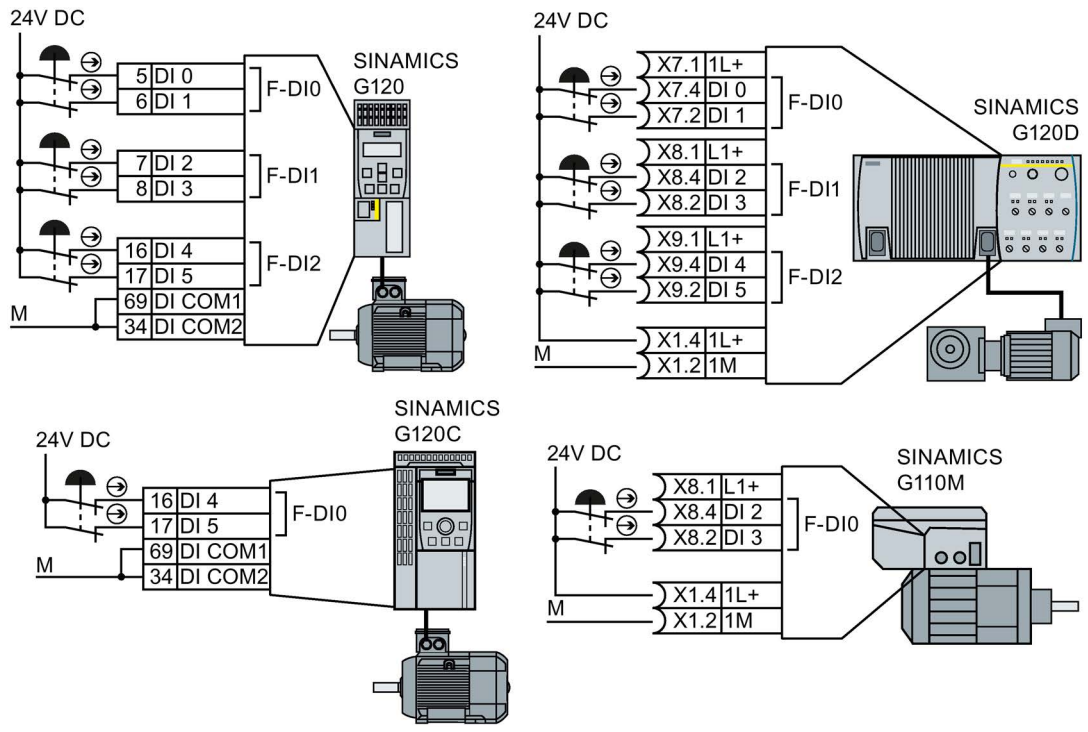 24V DC
SINAMICS
G120
5 DI 0
6 DI 1
F-DI0
7 DI 2
8 DI 3
F-DI1
16 DI 4
17 DI 5
F-DI2
69 DI COM1
34 DI COM2
M
24V DC
SINAMICS
G120D
X7.1 1L+
X7.4 DI 0
X7.2 DI 1
F-DI0
X8.1 L1+
X8.4 DI 2
X8.2 DI 3
F-DI1
X9.1 L1+
X9.4 DI 4
X9.2 DI 5
F-DI2
X1.4 1L+
X1.2 1M
M
24V DC
SINAMICS
G120C
16 DI 4
17 DI 5
F-DI0
69 DI COM1
34 DI COM2
M
24V DC
SINAMICS
G110M
X8.1 L1+
X8.4 DI 2
X8.2 DI 3
F-DI0
X1.4 1L+
X1.2 1M
M